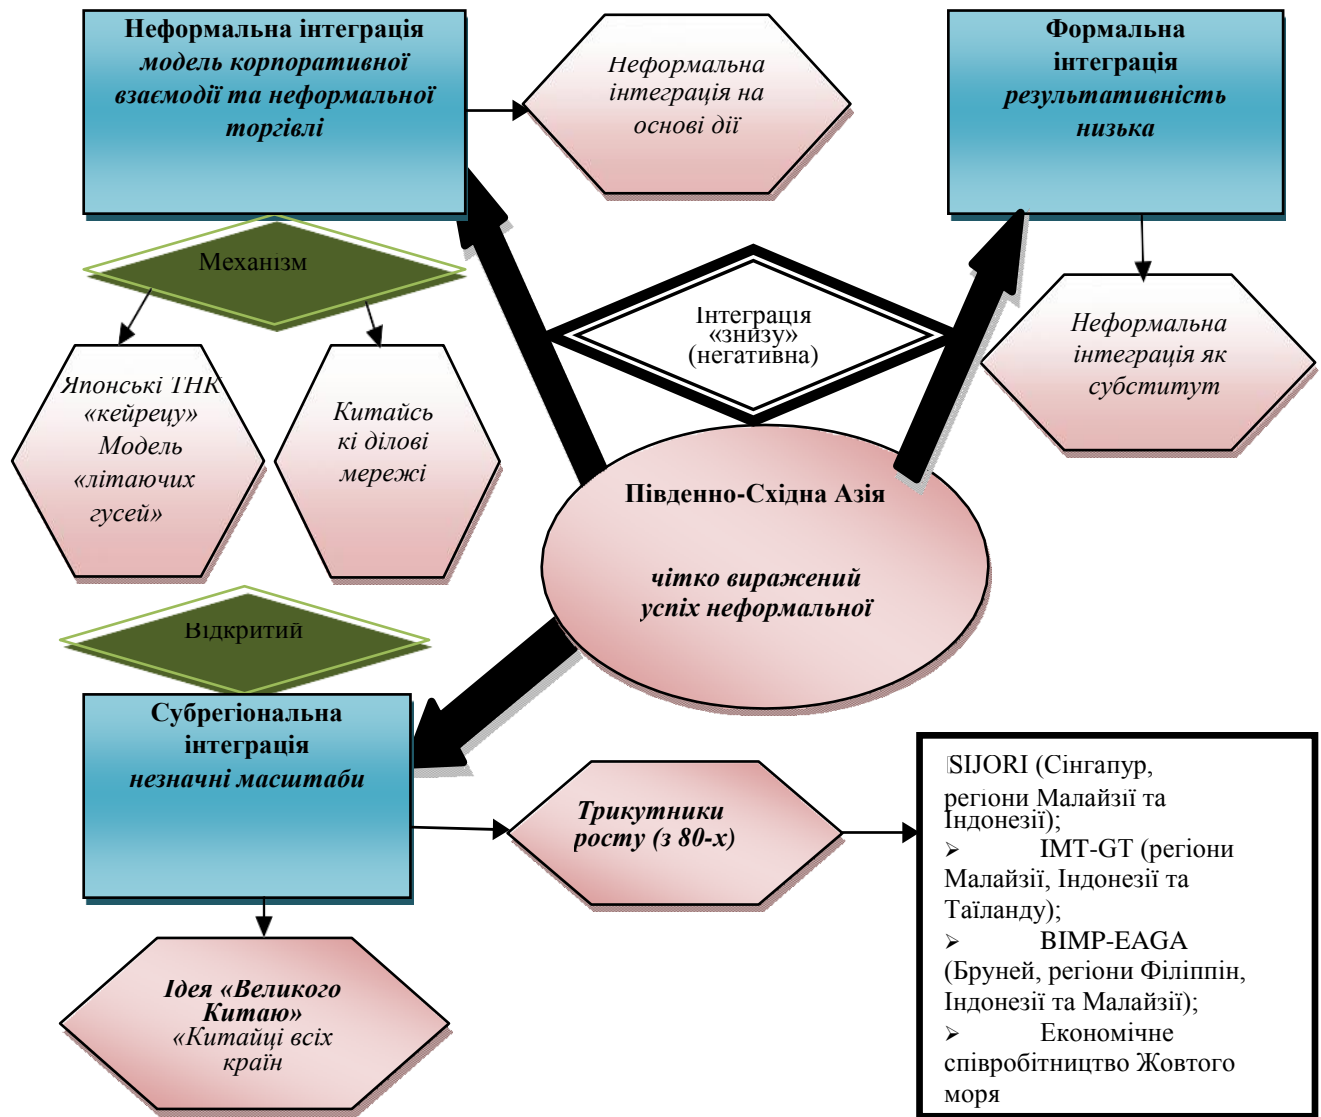 Неформальна інтеграція
модель корпоративної
взаємодії та неформальної
торгівлі
Неформальна
інтеграція на
основі дії
Формальна
інтеграція
результативність
низька
Механізм
Інтеграція
«знизу»
(негативна)
Неформальна
інтеграція як
субститут
Японські ТНК
«кейрецу»
Модель
«літаючих
гусей»
Китайсь
кі ділові
мережі
Південно-Східна Азія
чітко виражений
успіх неформальної
Відкритий
Субрегіональна
інтеграція
незначні масштаби
Трикутники
росту (з 80-х)
SIJORI (Сінгапур,
регіони Малайзії та
Індонезії);
➢ IMT-GT (регіони
Малайзії, Індонезії та
Таїланду);
➢ BIMP-EAGA
(Бруней, регіони Філіппін,
Індонезії та Малайзії);
➢ Економічне
співробітництво Жовтого
моря
Ідея «Великого
Китаю»
«Китайці всіх
країн